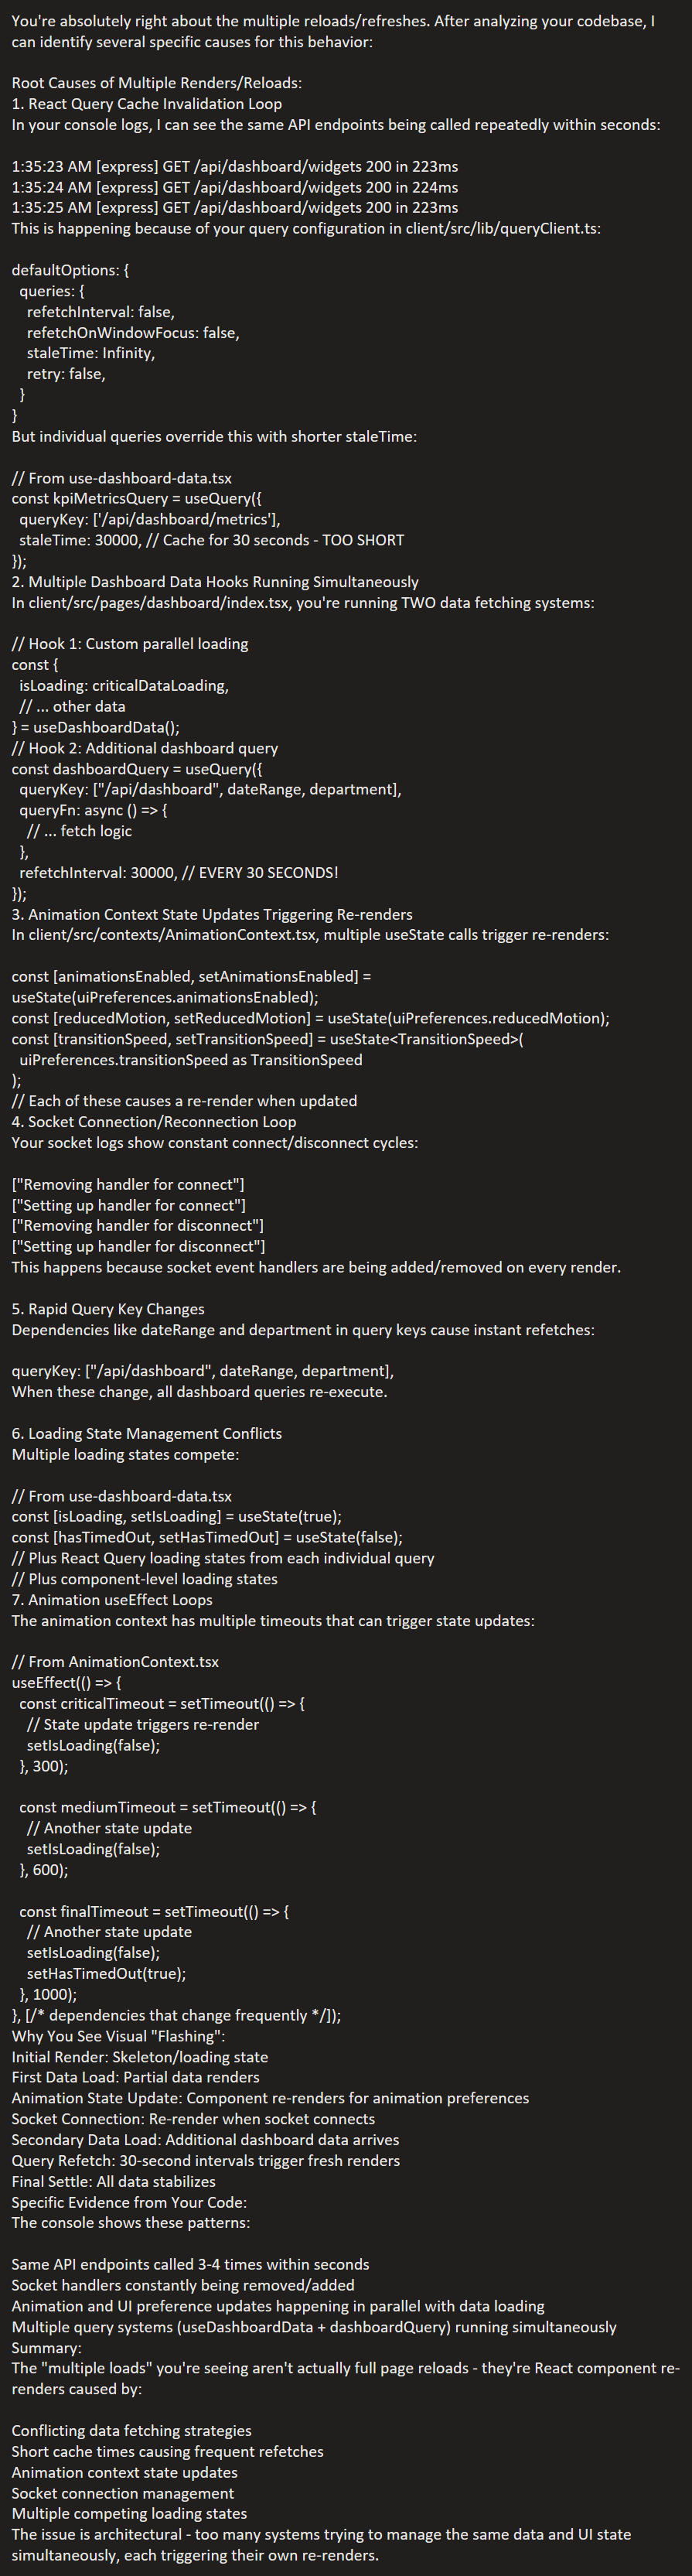 You're absolutely right about the multiple reloads/refreshes. After analyzing your codebase, I
can identify several specific causes for this behavior:

Root Causes of Multiple Renders/Reloads:
1. React Query Cache Invalidation Loop
In your console logs, I can see the same API endpoints being called repeatedly within seconds:

1:35:23 AM [express] GET /api/dashboard/widgets 200 in 223ms
1:35:24 AM [express] GET /api/dashboard/widgets 200 in 224ms
1:35:25 AM [express] GET /api/dashboard/widgets 200 in 223ms
This is happening because of your query configuration in client/src/lib/queryClient.ts:

defaultOptions: {
  queries: {
    refetchInterval: false,
    refetchOnWindowFocus: false,
    staleTime: Infinity,
    retry: false,
  }
}
But individual queries override this with shorter staleTime:

// From use-dashboard-data.tsx
const kpiMetricsQuery = useQuery({
  queryKey: ['/api/dashboard/metrics'],
  staleTime: 30000, // Cache for 30 seconds - TOO SHORT
});
2. Multiple Dashboard Data Hooks Running Simultaneously
In client/src/pages/dashboard/index.tsx, you're running TWO data fetching systems:

// Hook 1: Custom parallel loading
const {
  isLoading: criticalDataLoading,
  // ... other data
} = useDashboardData();
// Hook 2: Additional dashboard query
const dashboardQuery = useQuery({
  queryKey: ["/api/dashboard", dateRange, department],
  queryFn: async () => {
    // ... fetch logic
  },
  refetchInterval: 30000, // EVERY 30 SECONDS!
});
3. Animation Context State Updates Triggering Re-renders
In client/src/contexts/AnimationContext.tsx, multiple useState calls trigger re-renders:

const [animationsEnabled, setAnimationsEnabled] =
useState(uiPreferences.animationsEnabled);
const [reducedMotion, setReducedMotion] = useState(uiPreferences.reducedMotion);
const [transitionSpeed, setTransitionSpeed] = useState<TransitionSpeed>(
  uiPreferences.transitionSpeed as TransitionSpeed
);
// Each of these causes a re-render when updated
4. Socket Connection/Reconnection Loop
Your socket logs show constant connect/disconnect cycles:

["Removing handler for connect"]
["Setting up handler for connect"]
["Removing handler for disconnect"]
["Setting up handler for disconnect"]
This happens because socket event handlers are being added/removed on every render.

5. Rapid Query Key Changes
Dependencies like dateRange and department in query keys cause instant refetches:

queryKey: ["/api/dashboard", dateRange, department],
When these change, all dashboard queries re-execute.

6. Loading State Management Conflicts
Multiple loading states compete:

// From use-dashboard-data.tsx
const [isLoading, setIsLoading] = useState(true);
const [hasTimedOut, setHasTimedOut] = useState(false);
// Plus React Query loading states from each individual query
// Plus component-level loading states
7. Animation useEffect Loops
The animation context has multiple timeouts that can trigger state updates:

// From AnimationContext.tsx
useEffect(() => {
  const criticalTimeout = setTimeout(() => {
    // State update triggers re-render
    setIsLoading(false);
  }, 300);

  const mediumTimeout = setTimeout(() => {
    // Another state update
    setIsLoading(false);
  }, 600);

  const finalTimeout = setTimeout(() => {
    // Another state update
    setIsLoading(false);
    setHasTimedOut(true);
  }, 1000);
}, [/* dependencies that change frequently */]);
Why You See Visual "Flashing":
Initial Render: Skeleton/loading state
First Data Load: Partial data renders
Animation State Update: Component re-renders for animation preferences
Socket Connection: Re-render when socket connects
Secondary Data Load: Additional dashboard data arrives
Query Refetch: 30-second intervals trigger fresh renders
Final Settle: All data stabilizes
Specific Evidence from Your Code:
The console shows these patterns:

Same API endpoints called 3-4 times within seconds
Socket handlers constantly being removed/added
Animation and UI preference updates happening in parallel with data loading
Multiple query systems (useDashboardData + dashboardQuery) running simultaneously
Summary:
The "multiple loads" you're seeing aren't actually full page reloads - they're React component re-
renders caused by:

Conflicting data fetching strategies
Short cache times causing frequent refetches
Animation context state updates
Socket connection management
Multiple competing loading states
The issue is architectural - too many systems trying to manage the same data and UI state
simultaneously, each triggering their own re-renders.